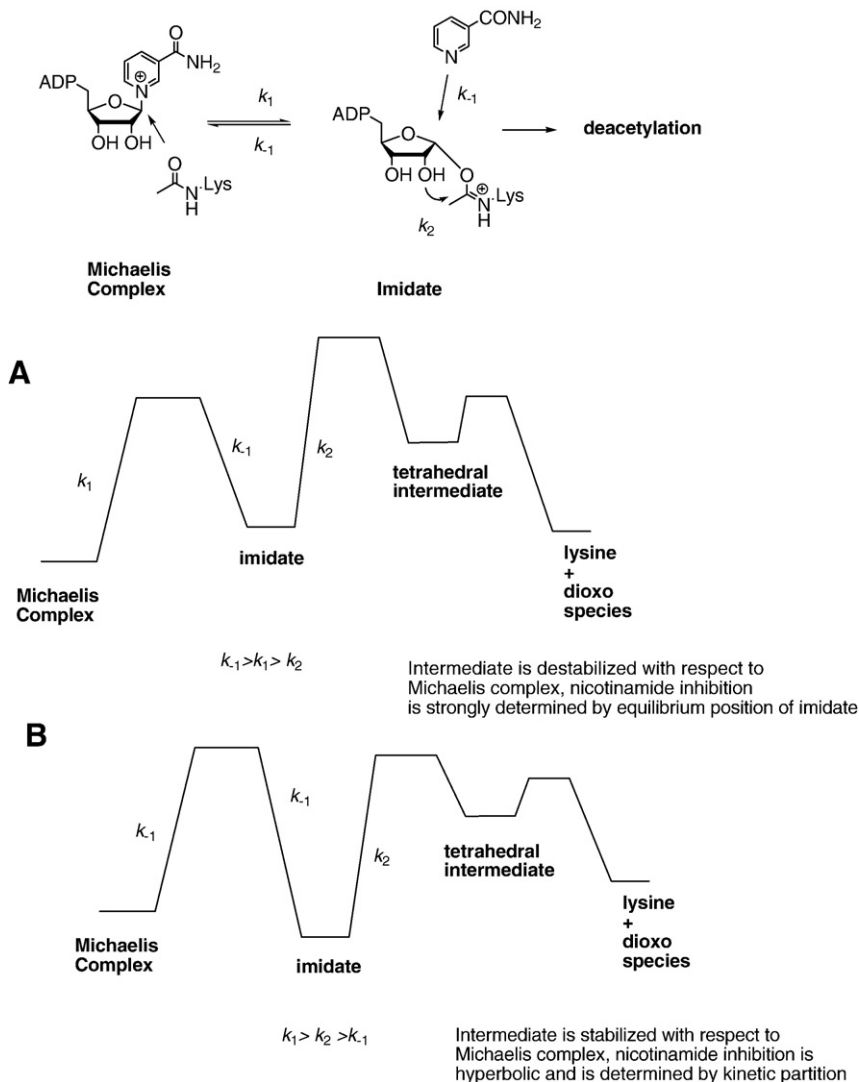 O
NH₂
ADP
N
⊕
O
OH OH
O
N
H
Lys
k₁
k₋₁
CONH₂
N
k₋₁
ADP
O
OH OH
O
⊕
N
H
Lys
k₂
deacetylation
Michaelis
Complex
Imidate
A
k₁
k₋₁
k₂
tetrahedral
intermediate
imidate
Michaelis
Complex
lysine
+
dioxo
species
k₋₁>k₁> k₂
Intermediate is destabilized with respect to
Michaelis complex, nicotinamide inhibition
is strongly determined by equilibrium position of imidate
B
k₋₁
k₋₁
k₂
tetrahedral
intermediate
Michaelis
Complex
imidate
lysine
+
dioxo
species
k₁> k₂ >k₋₁
Intermediate is stabilized with respect to
Michaelis complex, nicotinamide inhibition is
hyperbolic and is determined by kinetic partition